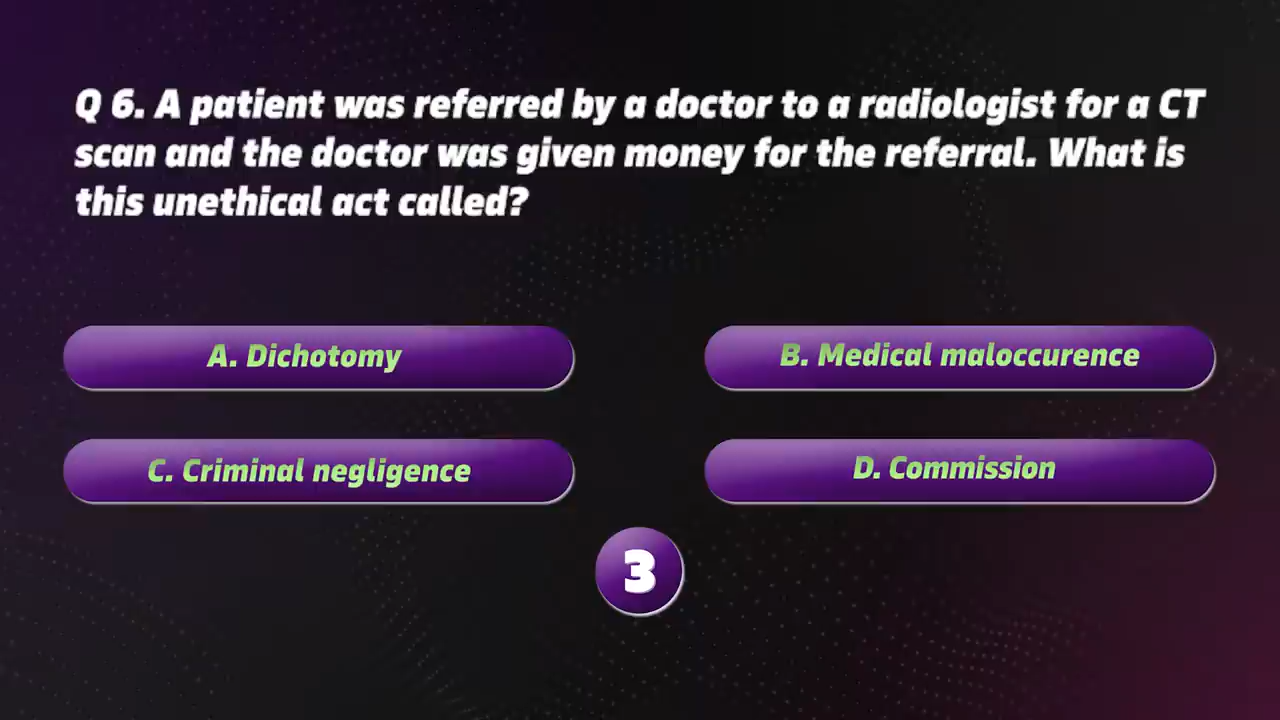 Q 6. A patient was referred by a doctor to a radiologist for a CT
scan and the doctor was given money for the referral. What is
this unethical act called?
A. Dichotomy
B. Medical maloccurence
C. Criminal negligence
D. Commission
3